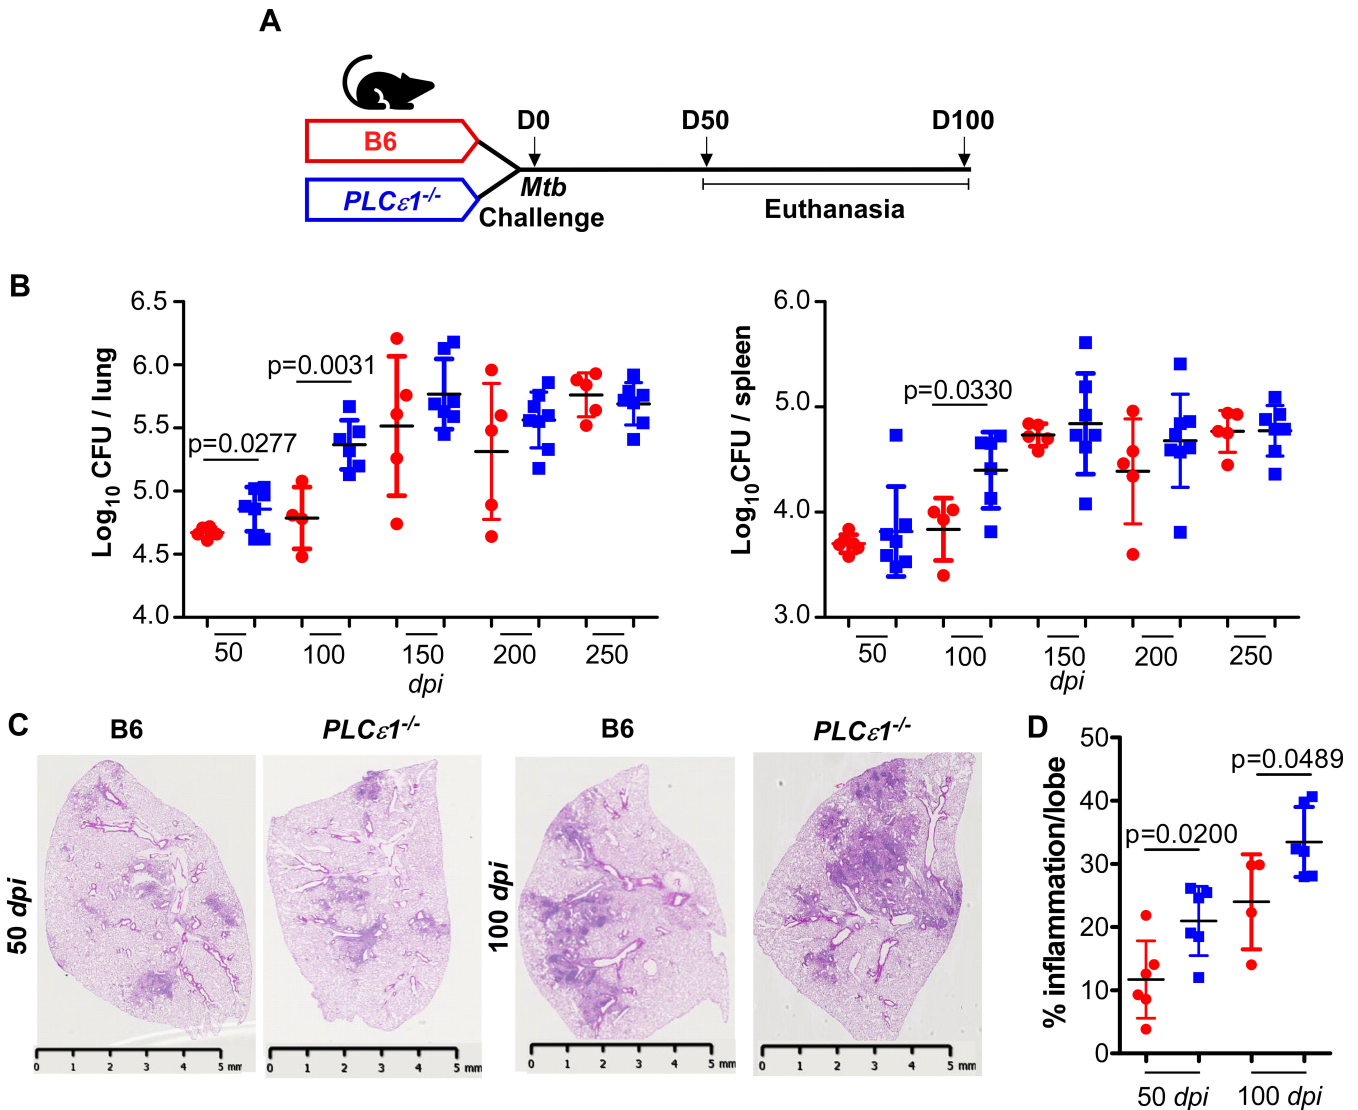 A
B6
PLCε1-/-
D0
D50
D100
Mtb
Challenge
Euthanasia
B
Log10CFU / lung
6.5
6.0
5.5
5.0
4.5
4.0
p=0.0277
p=0.0031
50
100
150
200
250
dpi
Log10CFU / spleen
6.0
5.0
4.0
3.0
p=0.0330
50
100
150
200
250
dpi
C
B6
PLCε1-/-
B6
PLCε1-/-
50 dpi
100 dpi
0 1 2 3 4 5 mm
0 1 2 3 4 5 mm
0 1 2 3 4 5 mm
0 1 2 3 4 5 mm
D
% inflammation/lobe
50
40
30
20
10
0
p=0.0200
p=0.0489
50 dpi
100 dpi